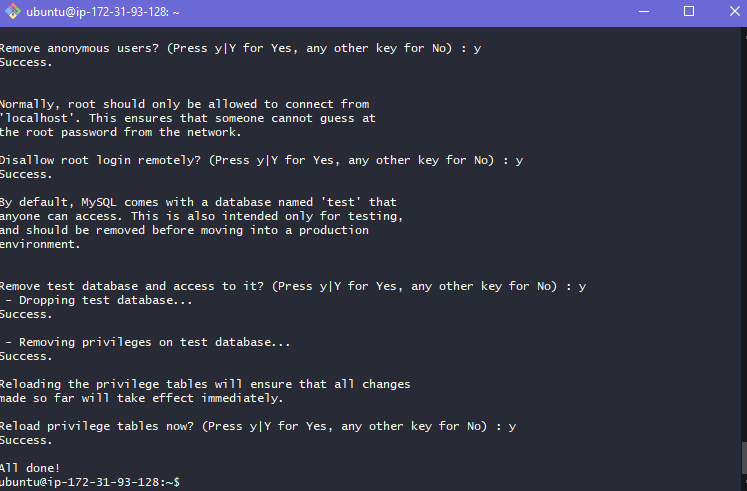 ubuntu@ip-172-31-93-128: ~
Remove anonymous users? (Press y|Y for Yes, any other key for No) : y
Success.
Normally, root should only be allowed to connect from
'localhost'. This ensures that someone cannot guess at
the root password from the network.
Disallow root login remotely? (Press y|Y for Yes, any other key for No) : y
Success.
By default, MySQL comes with a database named 'test' that
anyone can access. This is also intended only for testing,
and should be removed before moving into a production
environment.
Remove test database and access to it? (Press y|Y for Yes, any other key for No) : y
- Dropping test database...
Success.
- Removing privileges on test database...
Success.
Reloading the privilege tables will ensure that all changes
made so far will take effect immediately.
Reload privilege tables now? (Press y|Y for Yes, any other key for No) : y
Success.
All done!
ubuntu@ip-172-31-93-128:~$